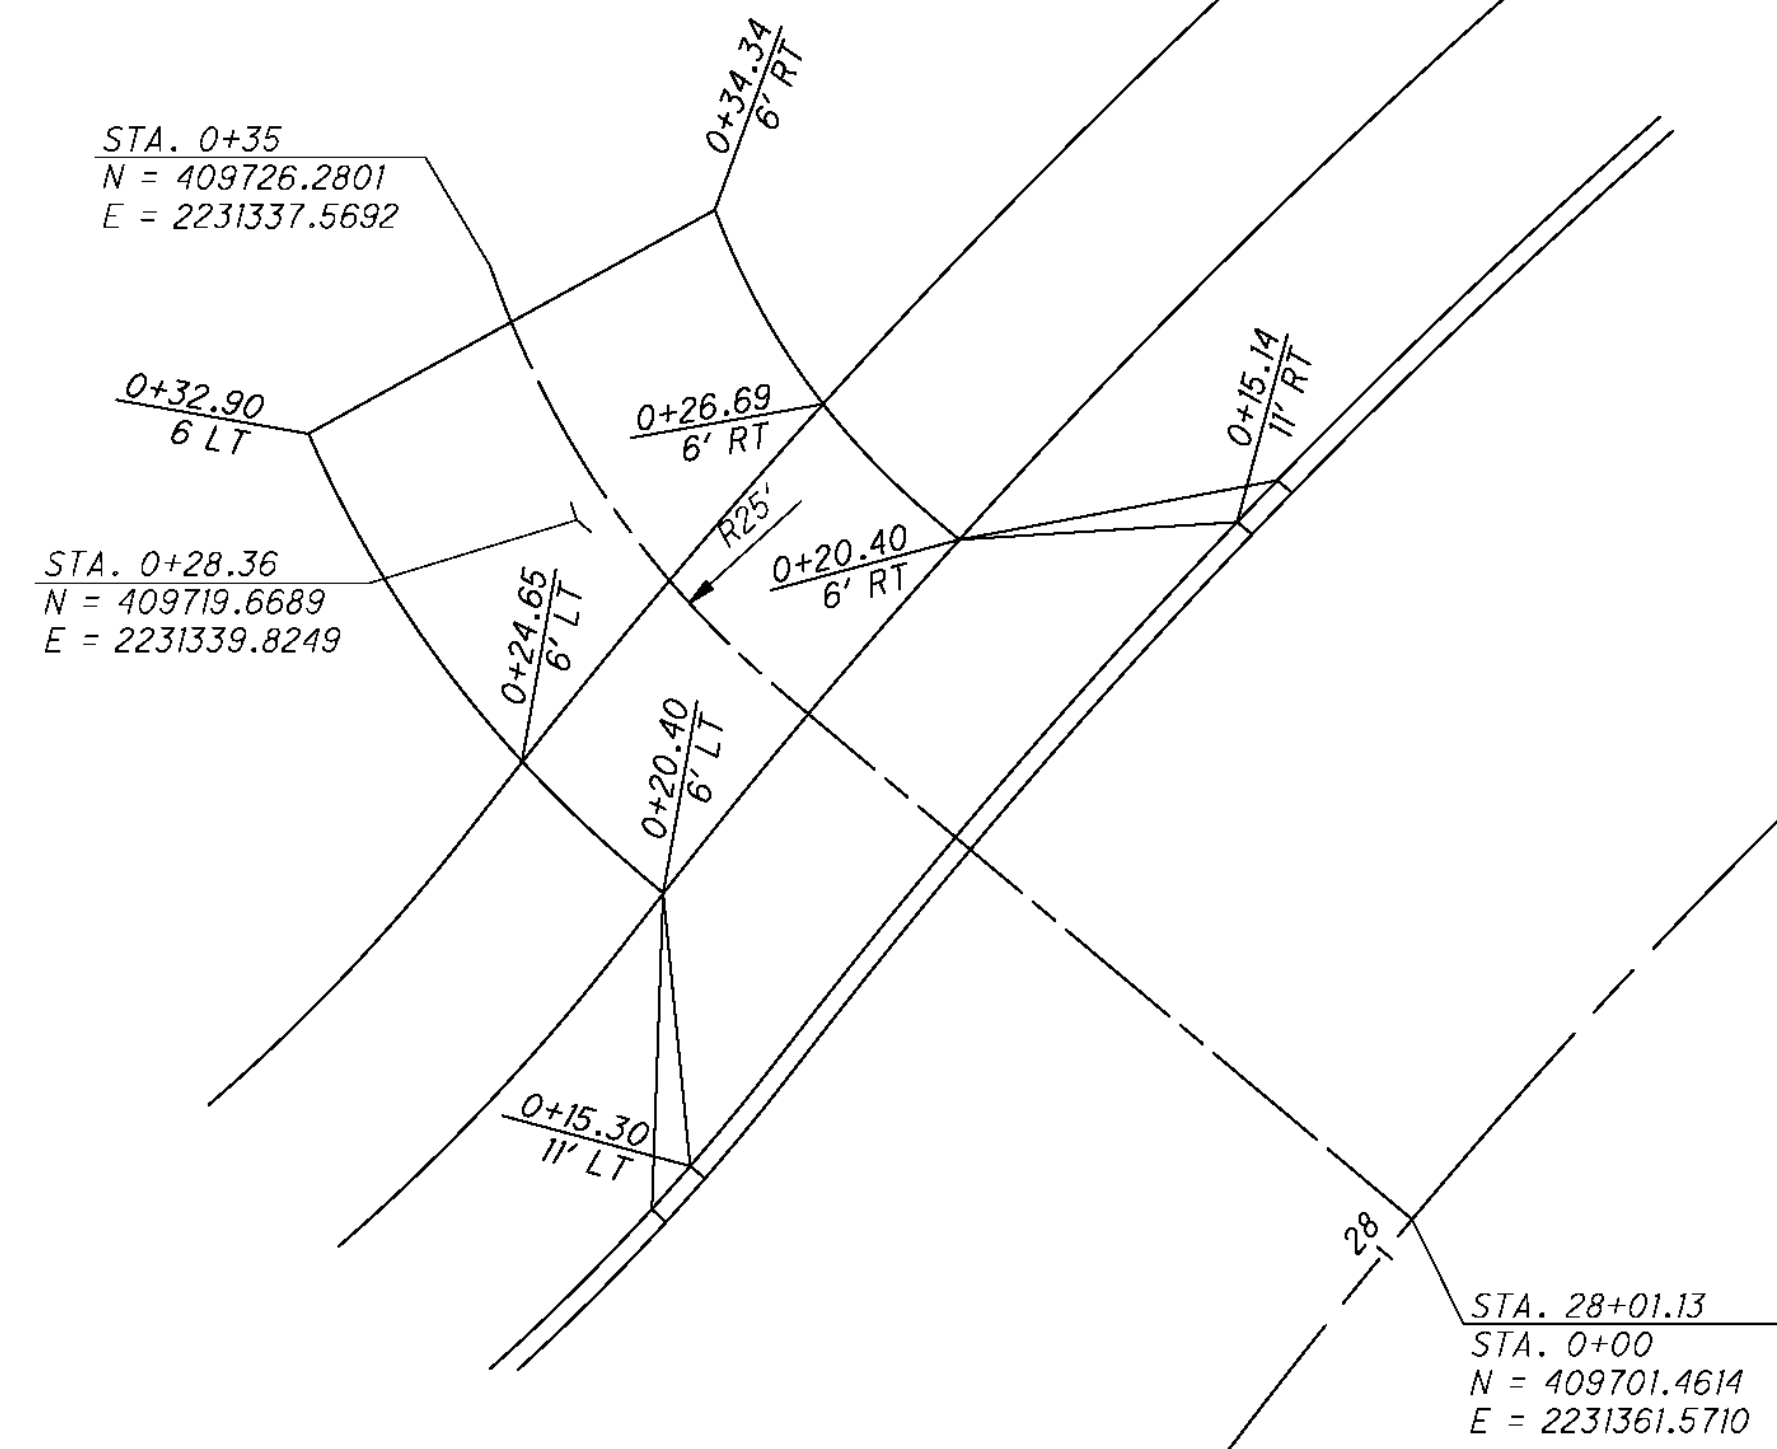 0+34.34
6' RT
STA. 0+35
N = 409726.2801
E = 2231337.5692
0+32.90
6 LT
0+26.69
6' RT
0+15.14
11' RT
R25'
0+20.40
6' RT
STA. 0+28.36
N = 409719.6689
E = 2231339.8249
0+24.65
6' LT
0+20.40
6' LT
0+15.30
11' LT
28
STA. 28+01.13
STA. 0+00
N = 409701.4614
E = 2231361.5710